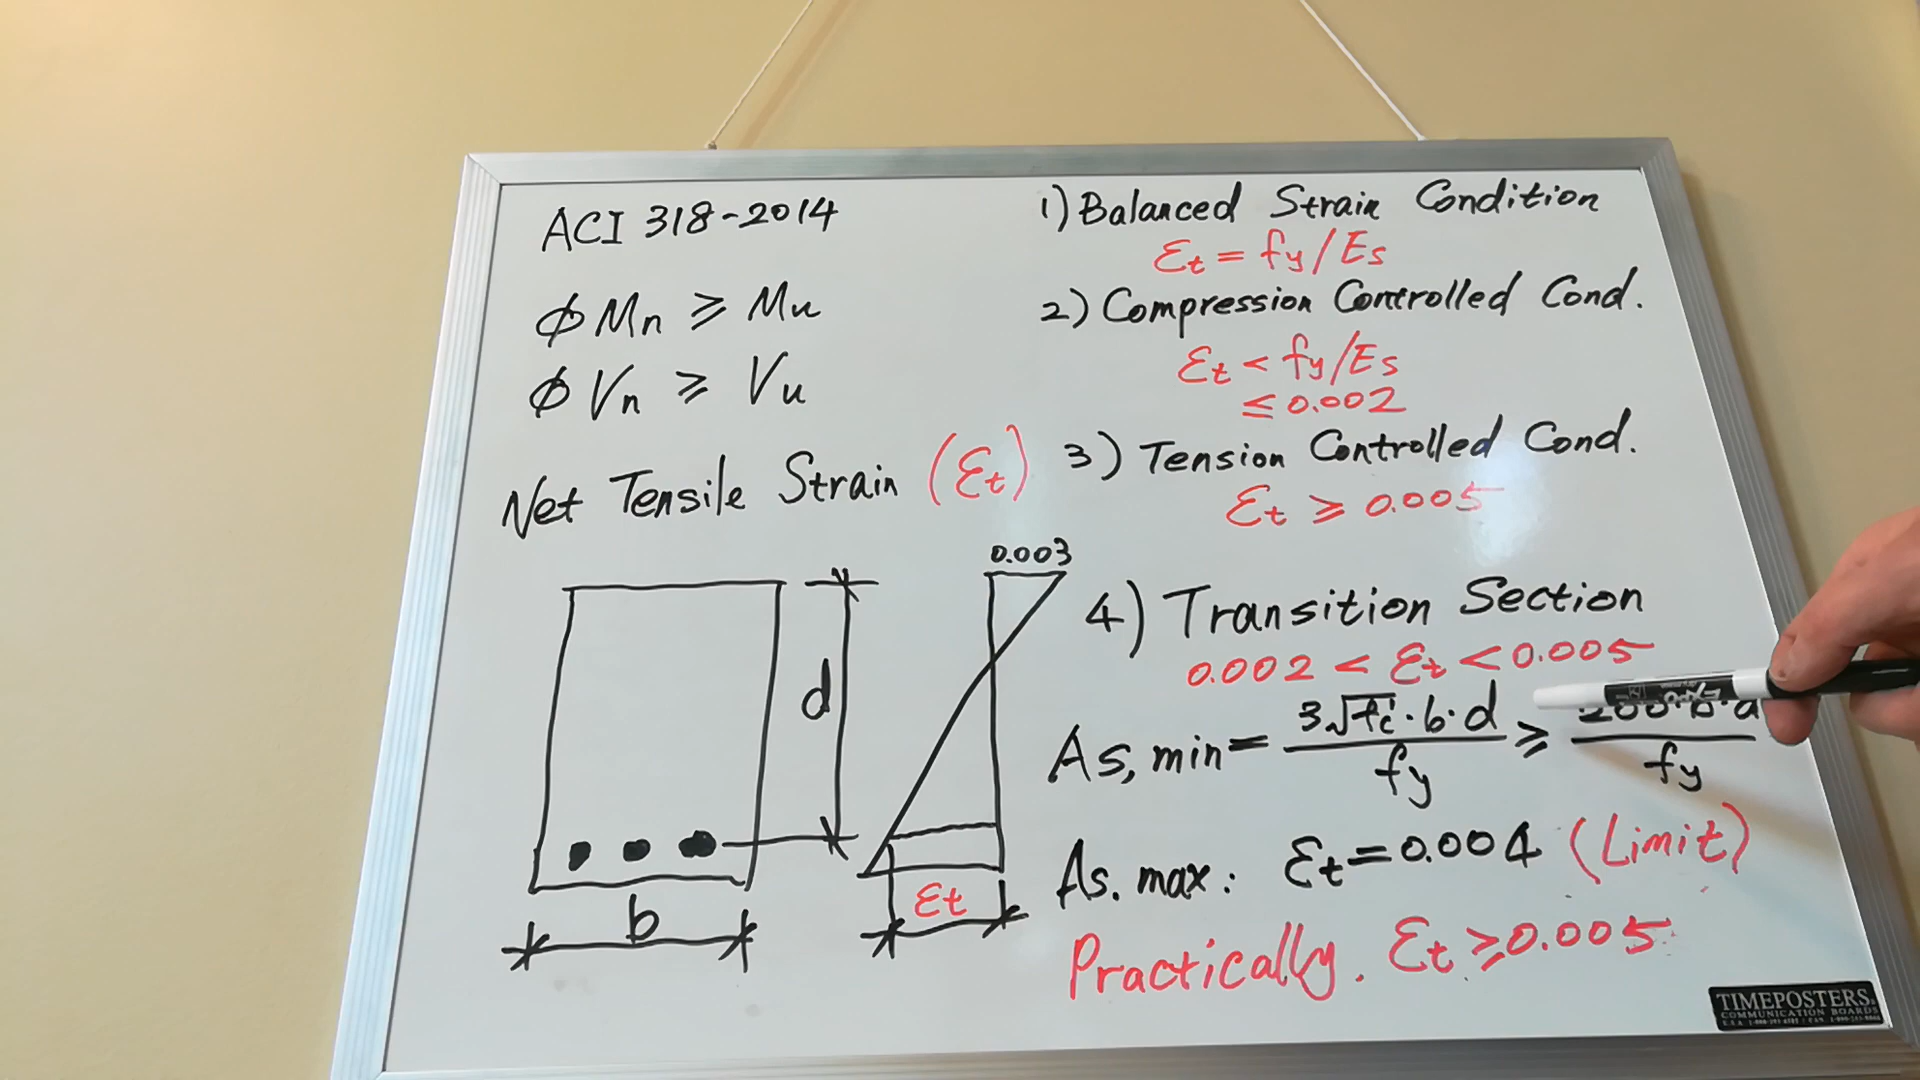 ACI 318-2014
ϕMn ≥ Mu
ϕVn ≥ Vu
Net Tensile Strain (εt)
d
b
0.003
εt
1) Balanced Strain Condition
εt = fy/Es
2) Compression Controlled Cond.
εt < fy/Es
≤ 0.002
3) Tension Controlled Cond.
εt ≥ 0.005
4) Transition Section
0.002 < εt < 0.005
As,min = 3√fc'·b·d / fy ≥ 200·b·d / fy
As.max: εt = 0.004 (Limit)
Practically. εt ≥ 0.005
EXPO
TIMEPOSTERS
COMMUNICATION BOARDS